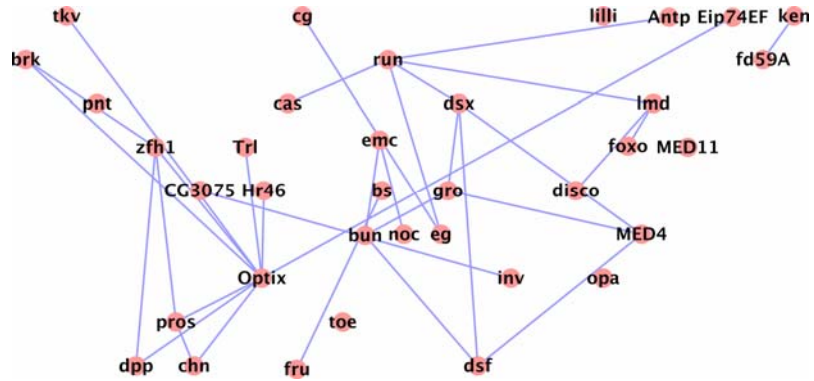 tkv cg lilli Antp Eip74EF ken
brk run fd59A
pnt cas dsx lmd
zfh1 Trl emc foxo MED11
CG3075 Hr46 bs gro disco
bun noc eg MED4
Optix inv opa
pros toe
dpp chn fru dsf